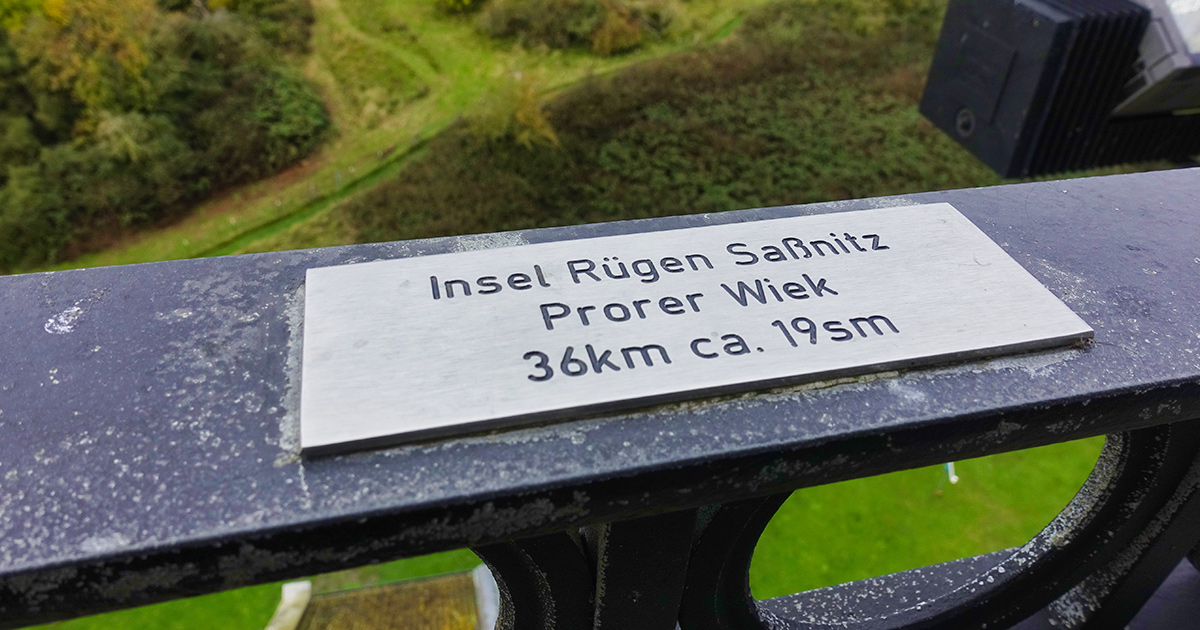 Insel Rügen Saßnitz
Prorer Wiek
36km ca. 19sm